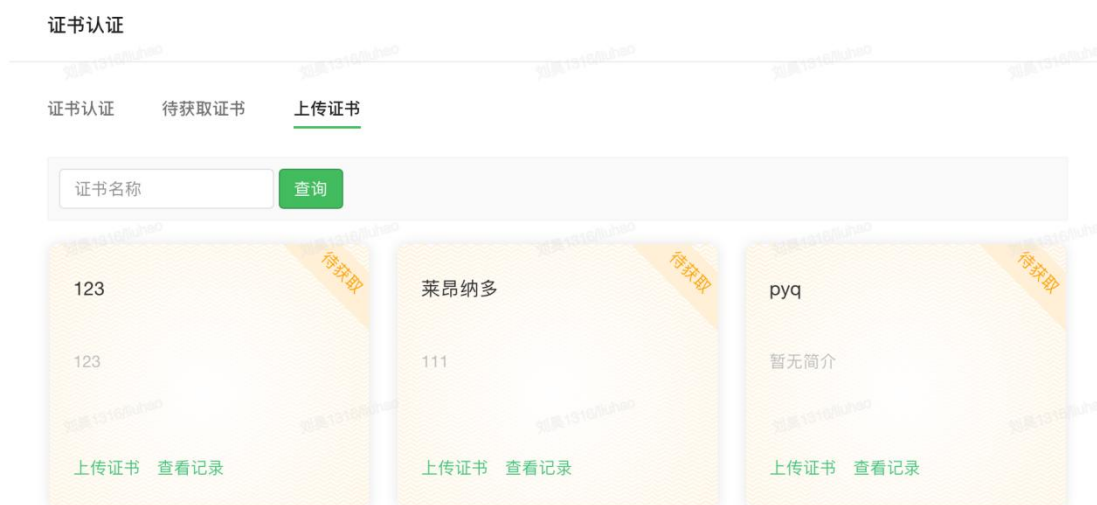 证书认证
证书认证 待获取证书 上传证书
证书名称 查询
123 待获取
莱昂纳多 待获取
pyq 待获取
123
111
暂无简介
上传证书 查看记录
上传证书 查看记录
上传证书 查看记录